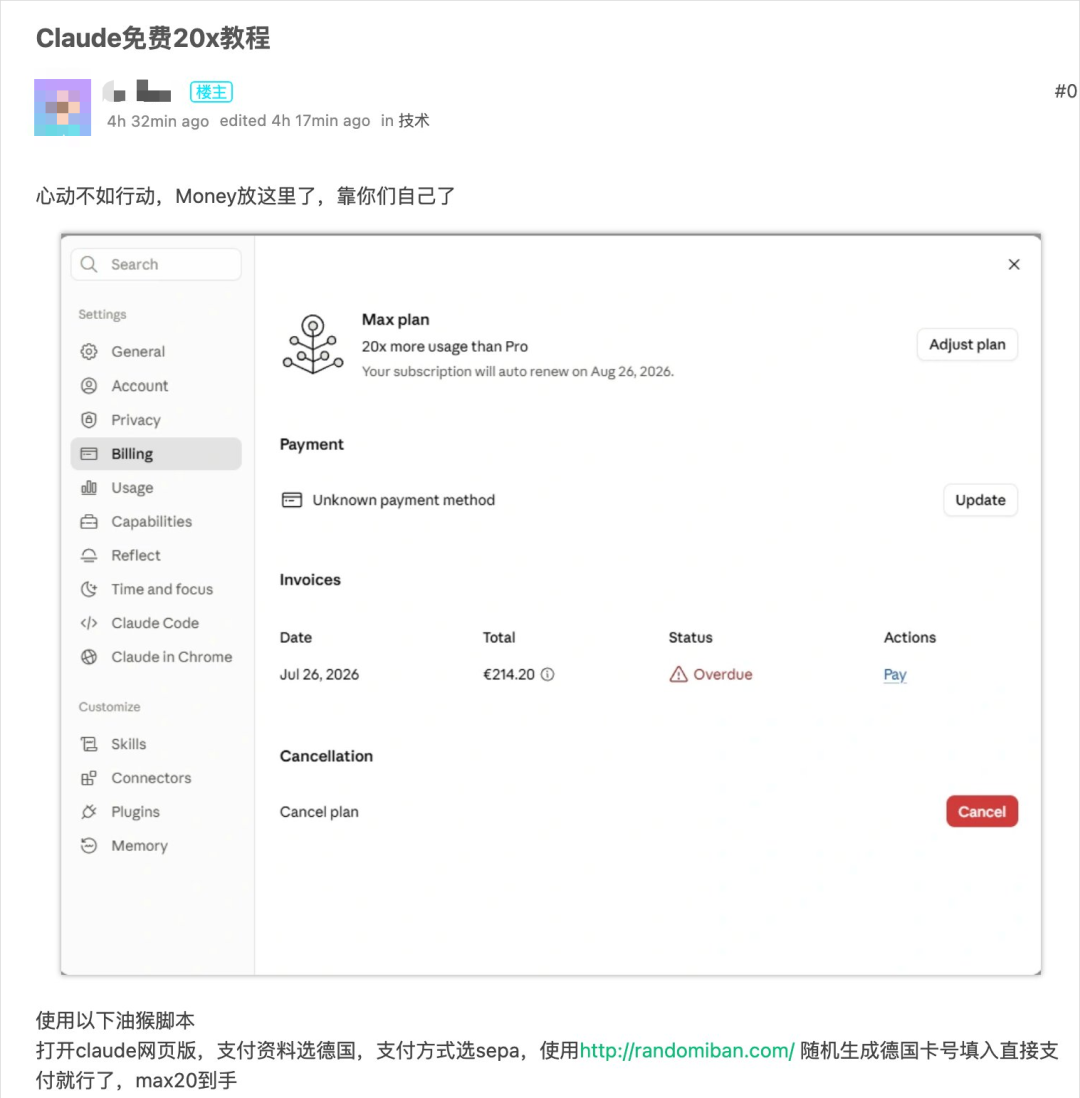 Claude免费20x教程
楼主
#0
4h 32min ago edited 4h 17min ago in 技术
心动不如行动，Money放这里了，靠你们自己了
Search
Settings
General
Account
Privacy
Billing
Usage
Capabilities
Reflect
Time and focus
Claude Code
Claude in Chrome
Customize
Skills
Connectors
Plugins
Memory
Max plan
20x more usage than Pro
Your subscription will auto renew on Aug 26, 2026.
Adjust plan
Payment
Unknown payment method
Update
Invoices
Date Total Status Actions
Jul 26, 2026 €214.20 Overdue Pay
Cancellation
Cancel plan
Cancel
使用以下油猴脚本
打开claude网页版，支付资料选德国，支付方式选sepa，使用http://randomiban.com/ 随机生成德国卡号填入直接支
付就行了，max20到手